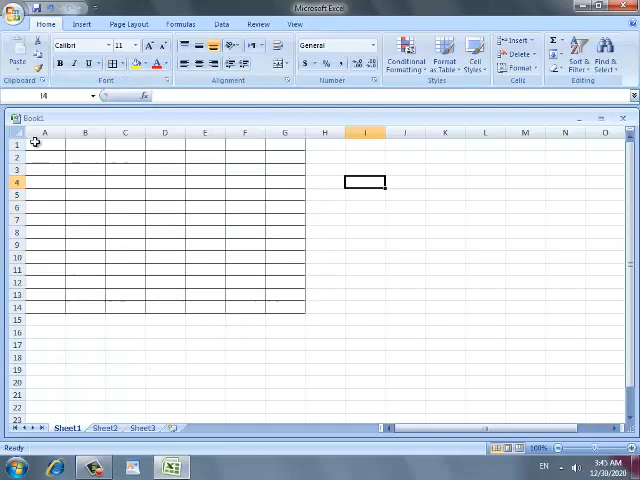 Microsoft Excel
Home Insert Page Layout Formulas Data Review View
Paste
Calibri 11
B I U
General
$ % ,
Conditional Formatting
Format as Table
Cell Styles
Insert
Delete
Format
Sort & Filter
Find & Select
Clipboard Font Alignment Number Styles Cells Editing
I4 fx
Book1
A B C D E F G H I J K L M N O
1
2
3
4
5
6
7
8
9
10
11
12
13
14
15
16
17
18
19
20
21
22
23
Sheet1 Sheet2 Sheet3
Ready 100%
EN 3:45 AM
12/30/2020